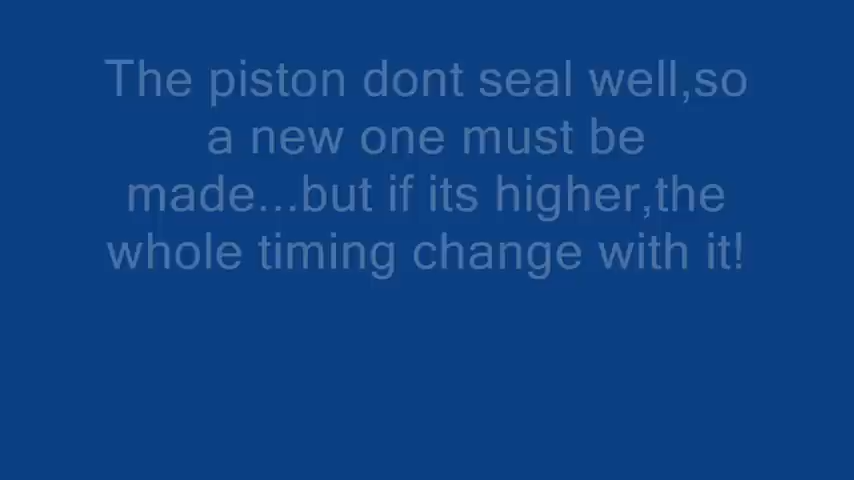 The piston dont seal well,so
a new one must be
made...but if its higher,the
whole timing change with it!